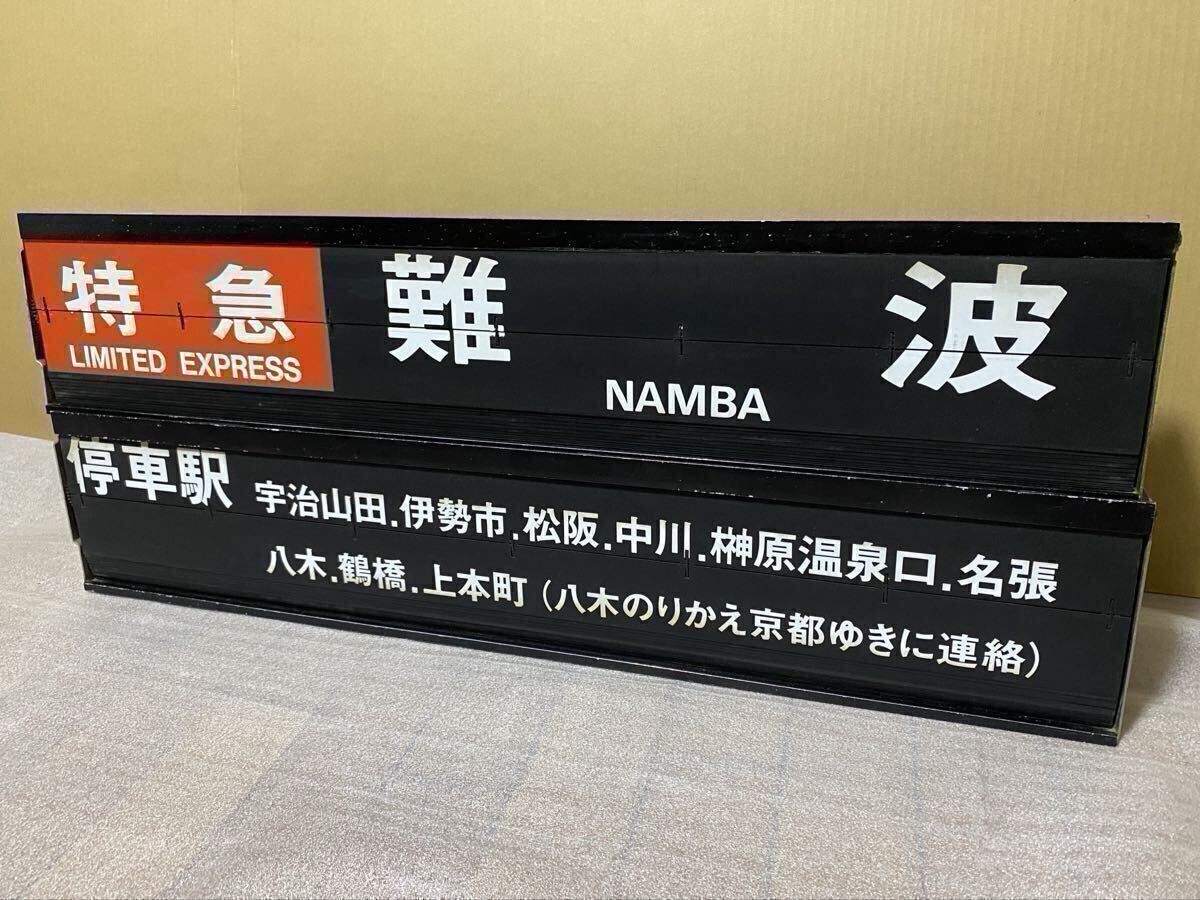 特急 難波
LIMITED EXPRESS NAMBA
停車駅 宇治山田.伊勢市.松阪.中川.榊原温泉口.名張
八木.鶴橋.上本町(八木のりかえ京都ゆきに連絡)